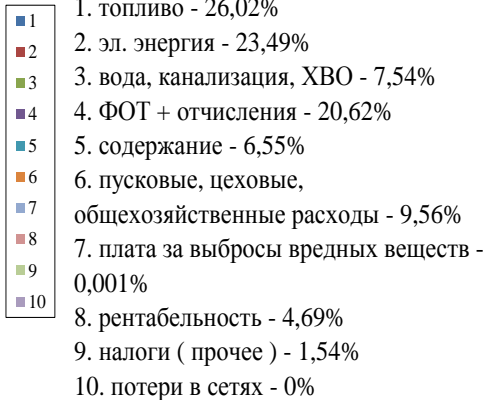 1
2
3
4
5
6
7
8
9
10
1. топливо - 26,02%
2. эл. энергия - 23,49%
3. вода, канализация, ХВО - 7,54%
4. ФОТ + отчисления - 20,62%
5. содержание - 6,55%
6. пусковые, цеховые,
общехозяйственные расходы - 9,56%
7. плата за выбросы вредных веществ -
0,001%
8. рентабельность - 4,69%
9. налоги ( прочее ) - 1,54%
10. потери в сетях - 0%